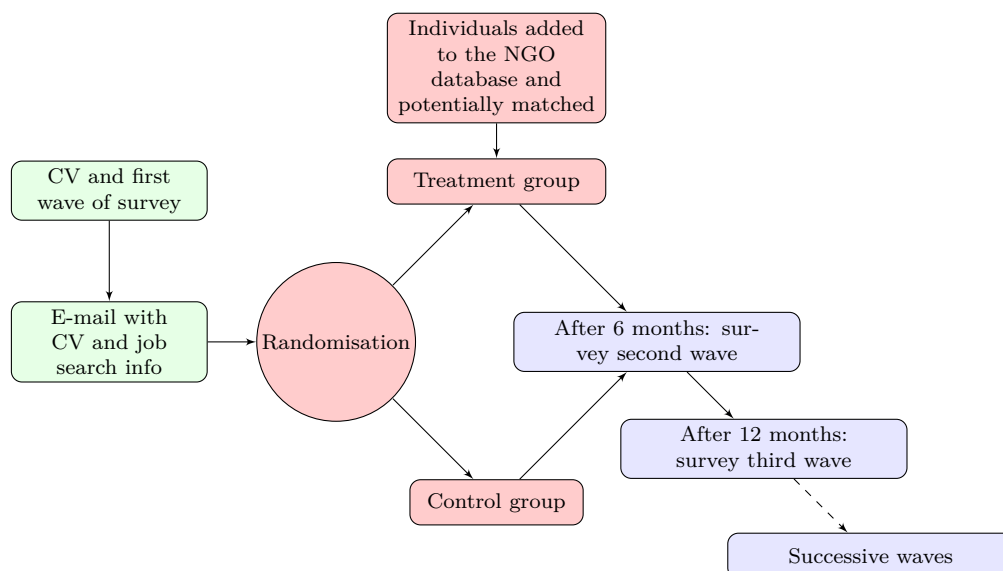 Individuals added
to the NGO
database and
potentially matched
Treatment group
CV and first
wave of survey
E-mail with
CV and job
search info
Randomisation
After 6 months: sur-
vey second wave
After 12 months:
survey third wave
Control group
Successive waves